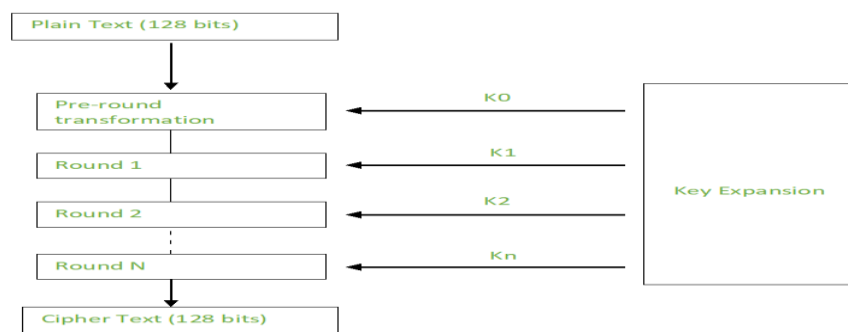 Plain Text (128 bits)
Pre-round
transformation
K0
Round 1
K1
Key Expansion
Round 2
K2
Round N
Kn
Cipher Text (128 bits)